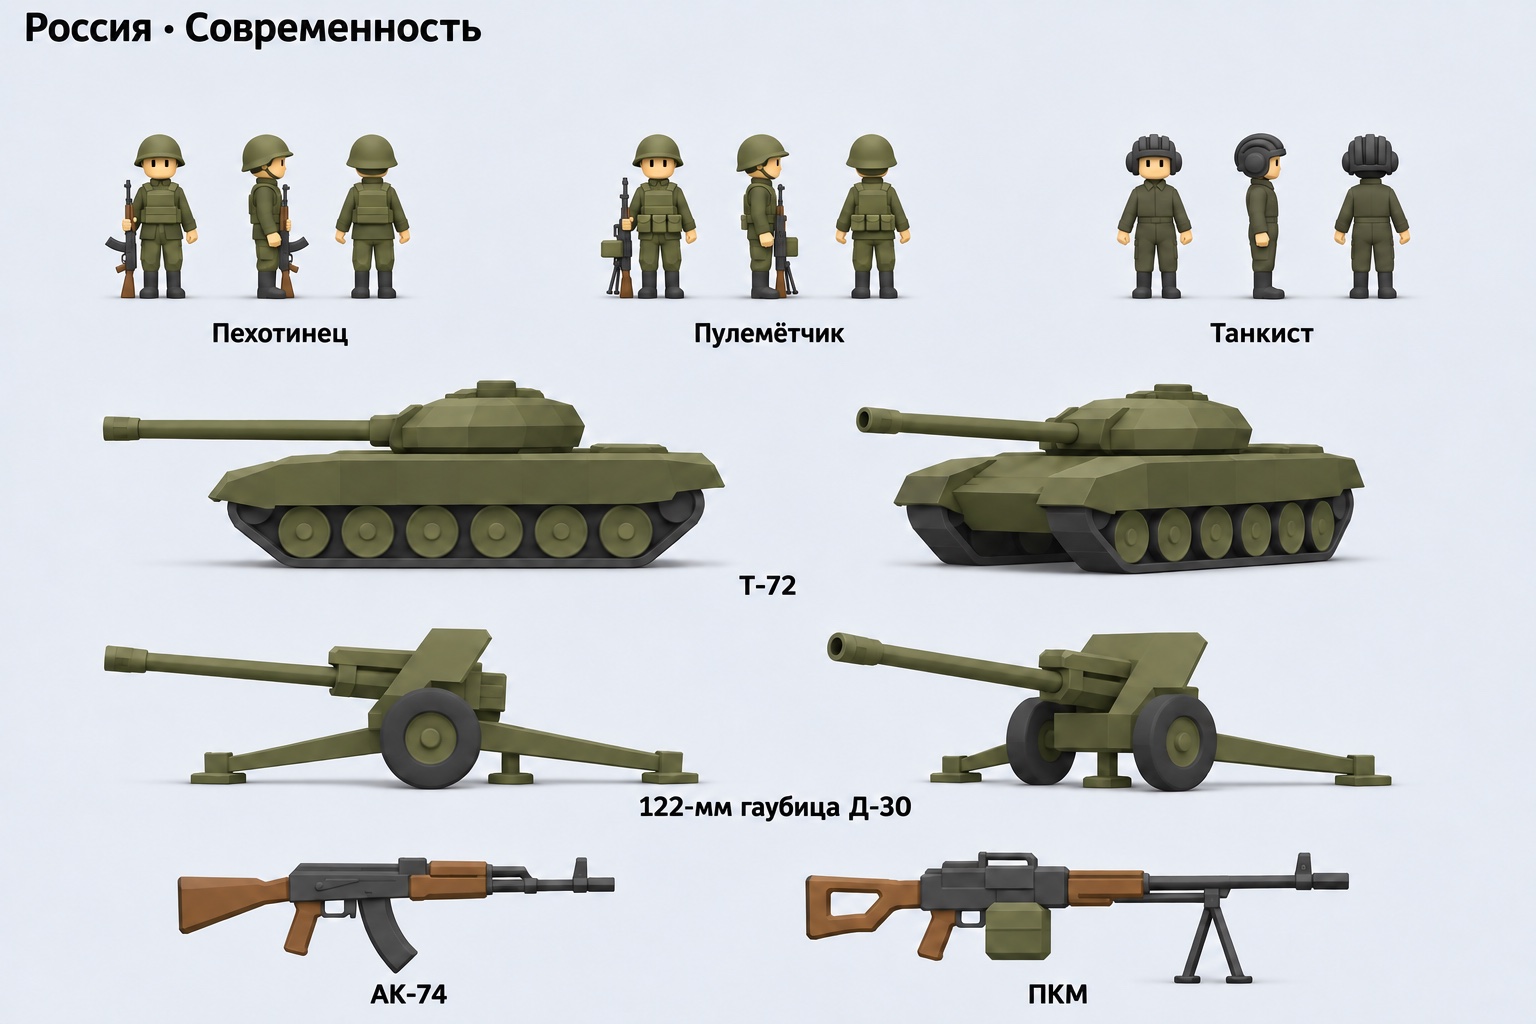 Россия • Современность
Пехотинец
Пулемётчик
Танкист
Т-72
122-мм гаубица Д-30
АК-74
ПКМ